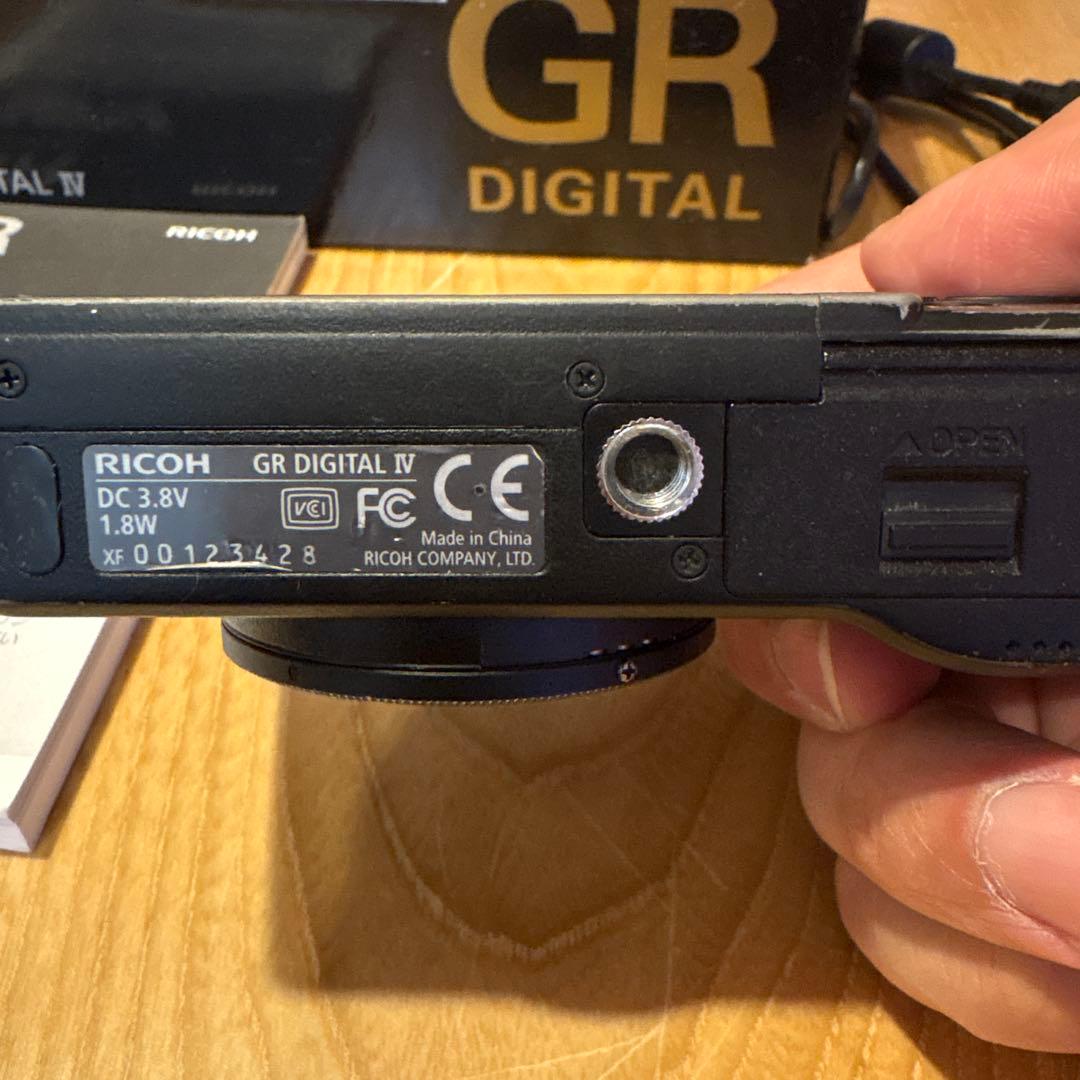 GR
DIGITAL
TAL IV
RICOH
RICOH GR DIGITAL IV
DC 3.8V
1.8W
VCI FC CE
Made in China
XF 00123428 RICOH COMPANY, LTD.
OPEN